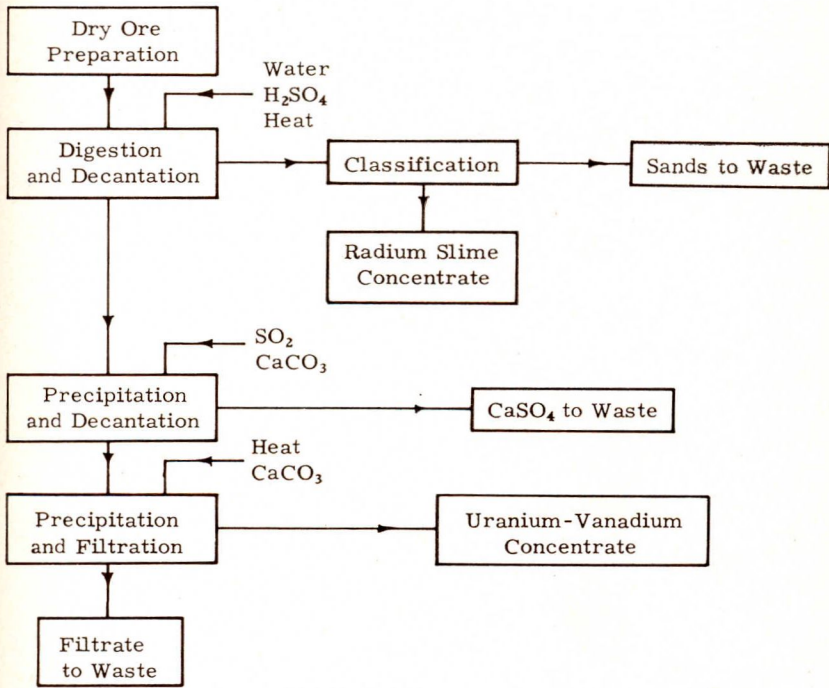 Dry Ore
Preparation
Water
H₂SO₄
Heat
Digestion
and Decantation
Classification
Sands to Waste
Radium Slime
Concentrate
SO₂
CaCO₃
Precipitation
and Decantation
CaSO₄ to Waste
Heat
CaCO₃
Precipitation
and Filtration
Uranium-Vanadium
Concentrate
Filtrate
to Waste